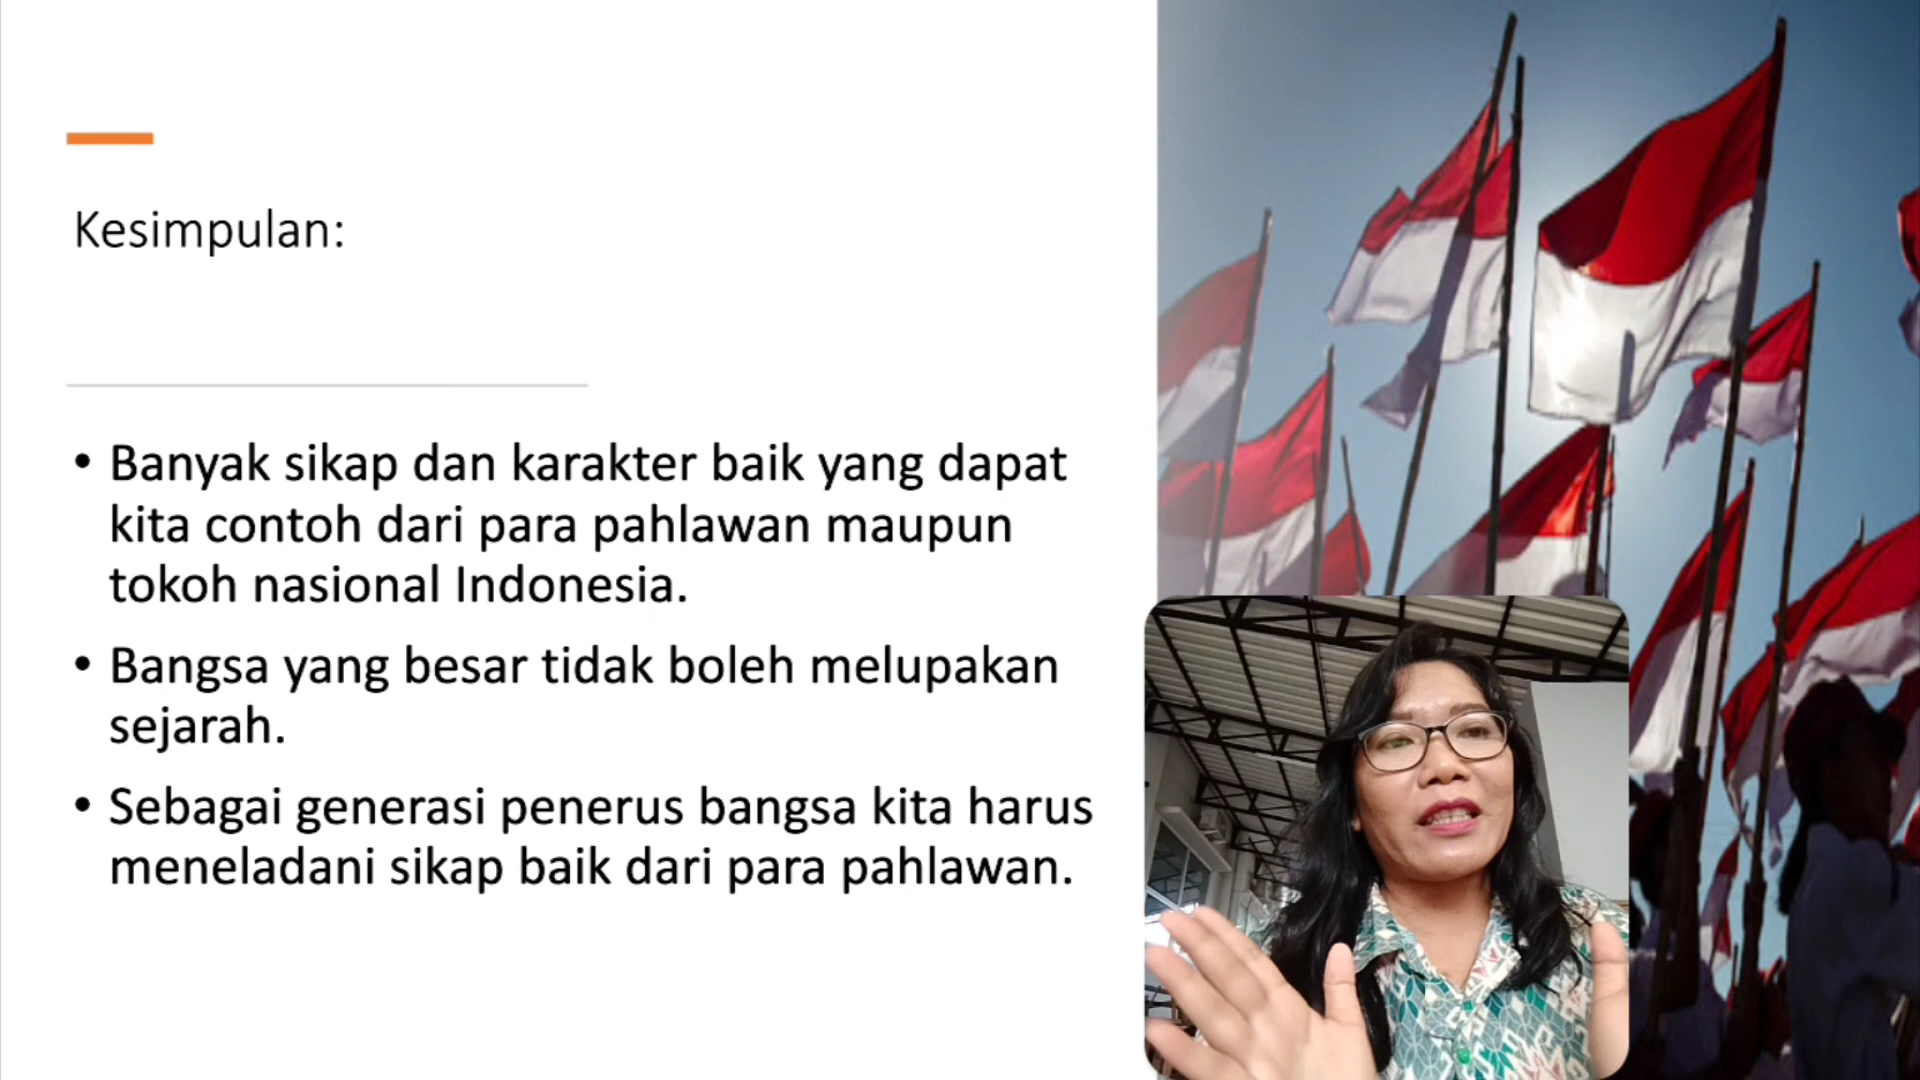 Kesimpulan:
• Banyak sikap dan karakter baik yang dapat
kita contoh dari para pahlawan maupun
tokoh nasional Indonesia.
• Bangsa yang besar tidak boleh melupakan
sejarah.
• Sebagai generasi penerus bangsa kita harus
meneladani sikap baik dari para pahlawan.